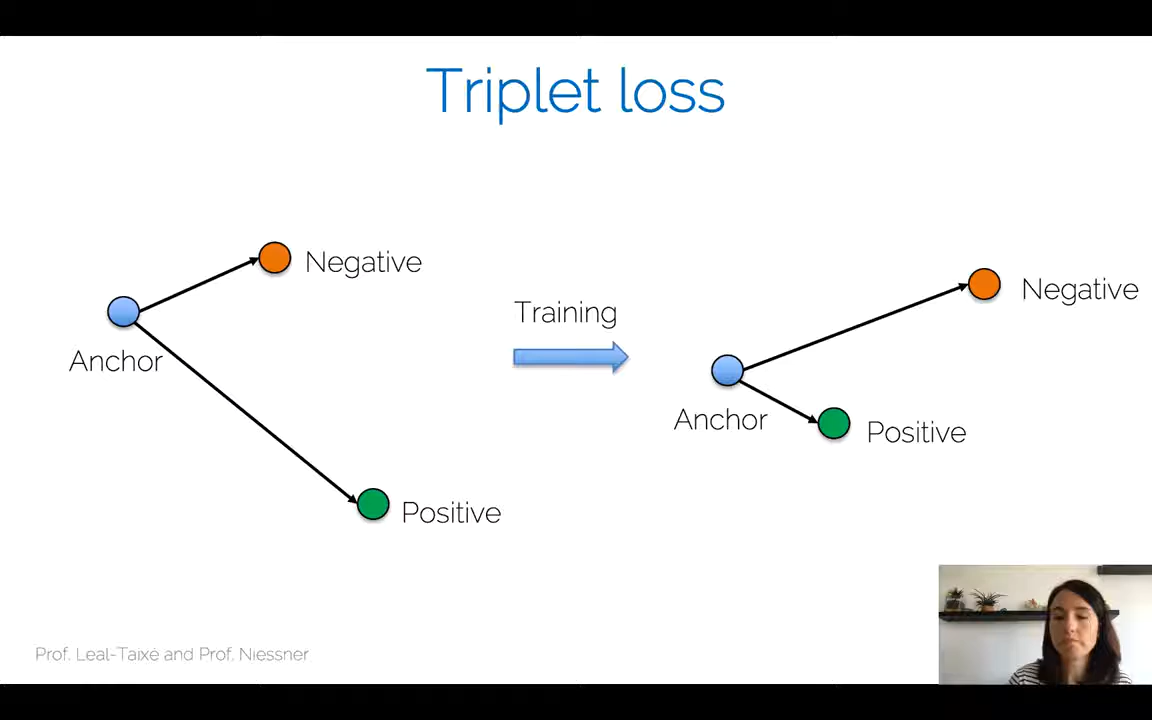 Triplet loss
Negative
Anchor
Positive
Training
Negative
Anchor
Positive
Prof. Leal-Taixé and Prof. Niessner